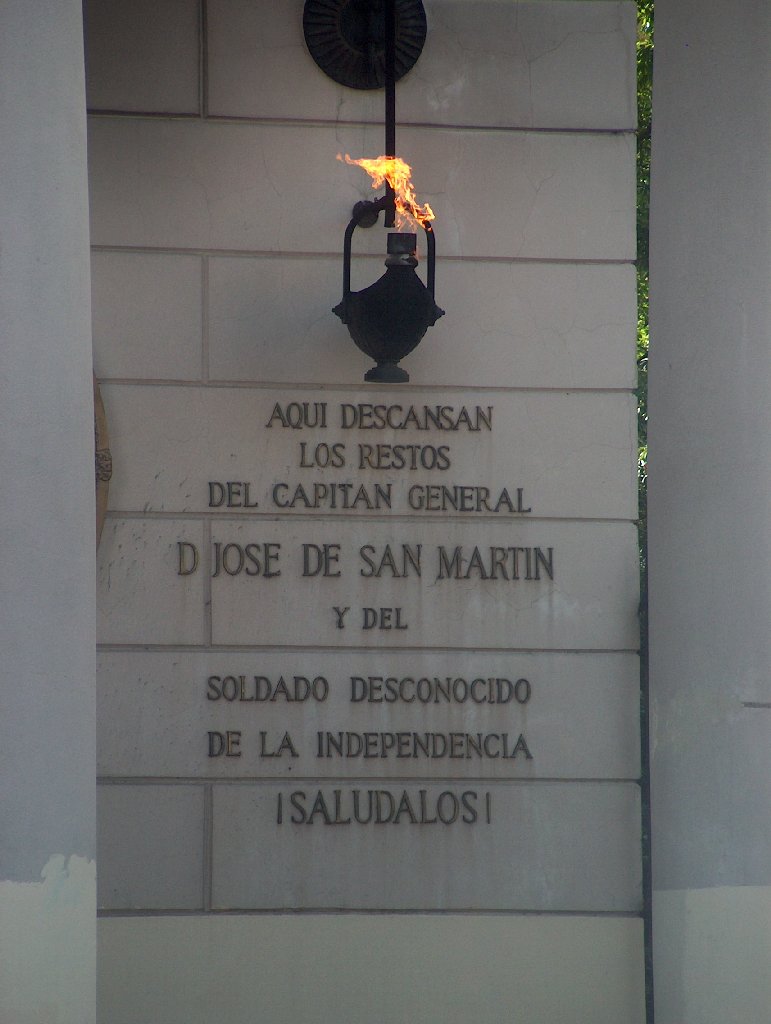 AQUI DESCANSAN
LOS RESTOS
DEL CAPITAN GENERAL
D JOSE DE SAN MARTIN
Y DEL
SOLDADO DESCONOCIDO
DE LA INDEPENDENCIA
¡SALUDALOS!